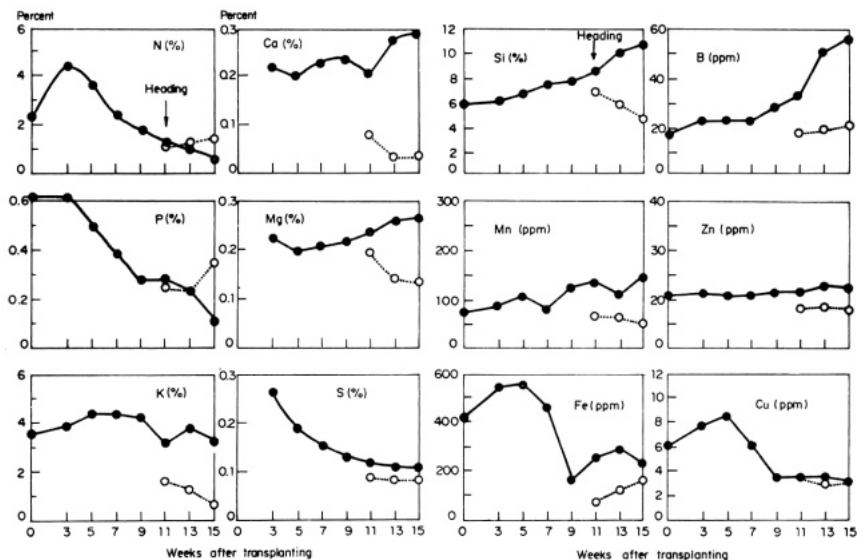 Percent
6
4
2
0
N (%)
Heading
Percent
0.3
0.2
0.1
0.0
Ca (%)
12
10
8
6
4
2
0
Si (%)
Heading
60
40
20
0
B (ppm)
0.6
0.4
0.2
0
P (%)
0.3
0.2
0.1
0
Mg (%)
300
200
100
0
Mn (ppm)
40
20
0
Zn (ppm)
6
4
2
0
0 3 5 7 9 11 13 15
K (%)
0.3
0.2
0.1
0.0
0 3 5 7 9 11 13 15
S (%)
600
400
200
0
0 3 5 7 9 11 13 15
Fe (ppm)
12
10
8
6
4
2
0
0 3 5 7 9 11 13 15
Cu (ppm)
Weeks after transplanting
Weeks after transplanting